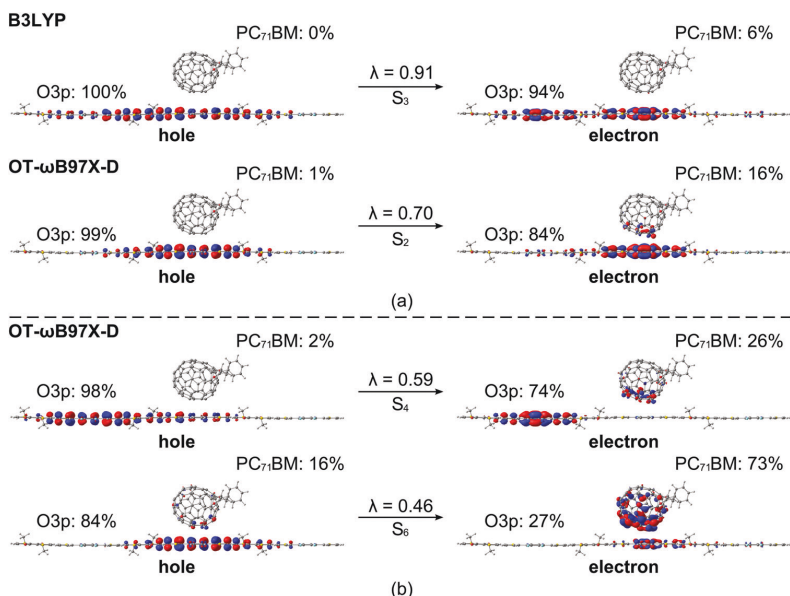 B3LYP
PC₇₁BM: 0%
PC₇₁BM: 6%
O3p: 100%
λ = 0.91
S₃
94%
hole
electron
OT-ωB97X-D
PC₇₁BM: 1%
PC₇₁BM: 16%
O3p: 99%
λ = 0.70
S₂
O3p: 84%
hole
electron
(a)
OT-ωB97X-D
PC₇₁BM: 2%
PC₇₁BM: 26%
O3p: 98%
λ = 0.59
S₄
O3p: 74%
hole
electron
PC₇₁BM: 16%
PC₇₁BM: 73%
O3p: 84%
λ = 0.46
S₆
O3p: 27%
hole
electron
(b)